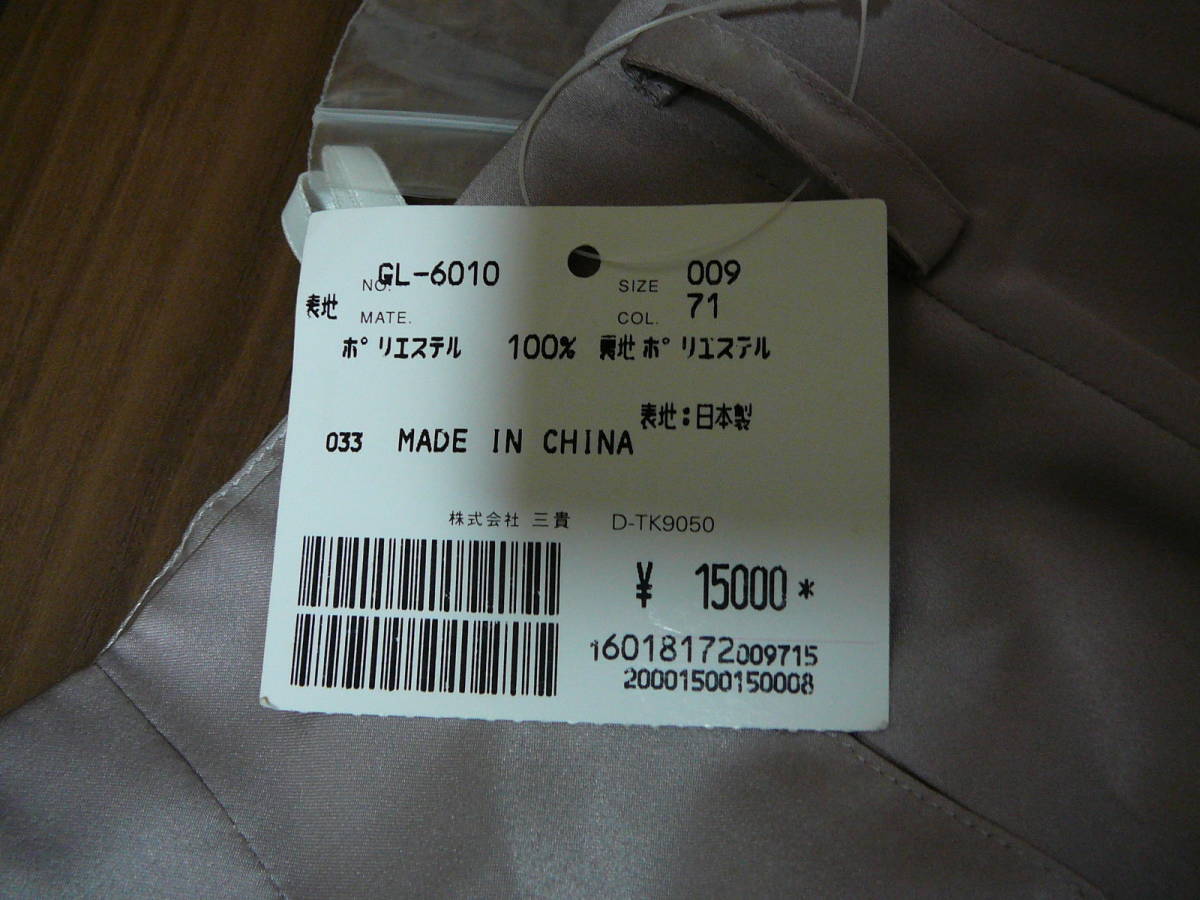 NO. GL-6010 SIZE 009
表地 MATE. COL. 71
ポリエステル 100% 裏地 ポリエステル
表地:日本製
033 MADE IN CHINA
株式会社 三貴 D-TK9050
¥ 15000*
16018172009715
20001500150008